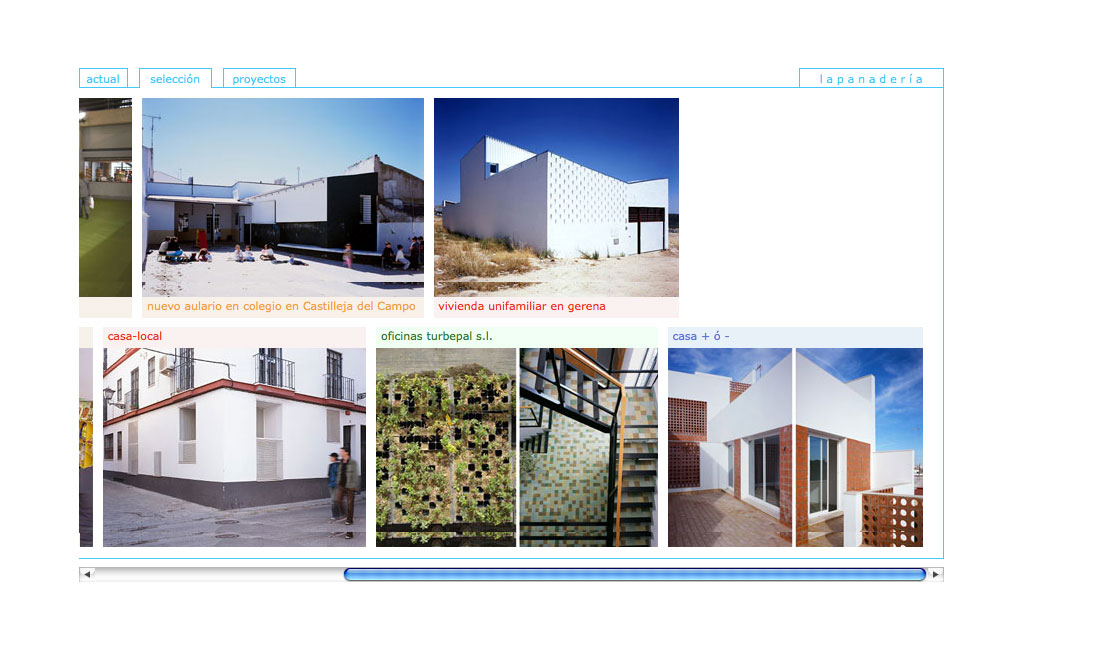 actual
selección
proyectos
lapanadería
nuevo aulario en colegio en Castilleja del Campo
vivienda unifamiliar en gerena
casa-local
oficinas turbepal s.l.
casa + ó -